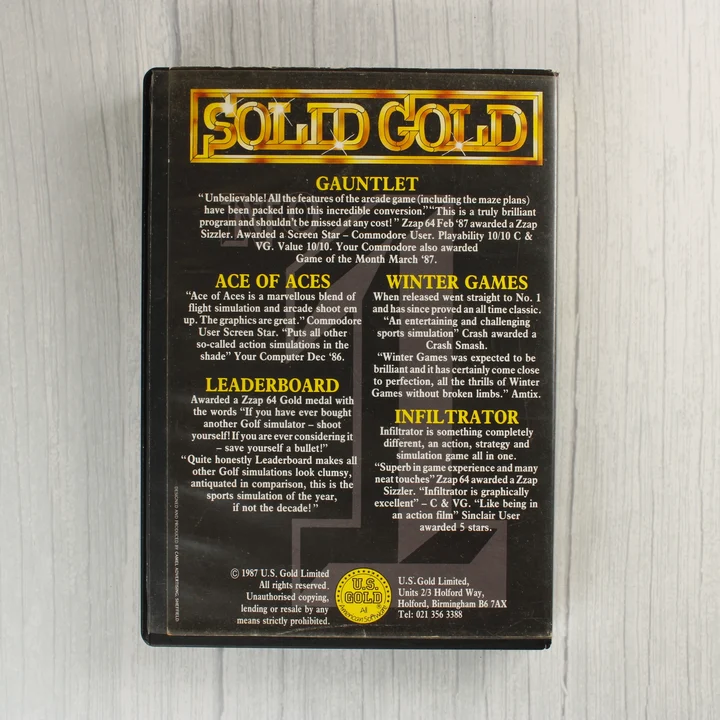 SOLID GOLD
GAUNTLET
“Unbelievable! All the features of the arcade game (including the maze plans)
have been packed into this incredible conversion.” “This is a truly brilliant
program and shouldn't be missed at any cost!” Zzap 64 Feb ‘87 awarded a Zzap
Sizzler. Awarded a Screen Star – Commodore User. Playability 10/10 C &
VG. Value 10/10. Your Commodore also awarded
Game of the Month March ‘87.
ACE OF ACES
“Ace of Aces is a marvellous blend of
flight simulation and arcade shoot em
up. The graphics are great.” Commodore
User Screen Star. “Puts all other
so-called action simulations in the
shade” Your Computer Dec ‘86.
LEADERBOARD
Awarded a Zzap 64 Gold medal with
the words “If you have ever bought
another Golf simulator – shoot
yourself! If you are ever considering it
– save yourself a bullet!”
“Quite honestly Leaderboard makes all
other Golf simulations look clumsy,
antiquated in comparison, this is the
sports simulation of the year,
if not the decade!”
WINTER GAMES
When released went straight to No. 1
and has since proved an all time classic.
“An entertaining and challenging
sports simulation” Crash awarded a
Crash Smash.
“Winter Games was expected to be
brilliant and it has certainly come close
to perfection, all the thrills of Winter
Games without broken limbs.” Amtix.
INFILTRATOR
Infiltrator is something completely
different, an action, strategy and
simulation game all in one.
“Superb in game experience and many
neat touches” Zzap 64 awarded a Zzap
Sizzler. “Infiltrator is graphically
excellent” – C & VG. “Like being in
an action film” Sinclair User
awarded 5 stars.
DESIGNED AND PRODUCED BY CAMEL ADVERTISING, SHEFFIELD.
© 1987 U.S. Gold Limited
All rights reserved.
Unauthorised copying,
lending or resale by any
means strictly prohibited.
U.S.
GOLD
All
American Software
U.S. Gold Limited,
Units 2/3 Holford Way,
Holford, Birmingham B6 7AX
Tel: 021 356 3388